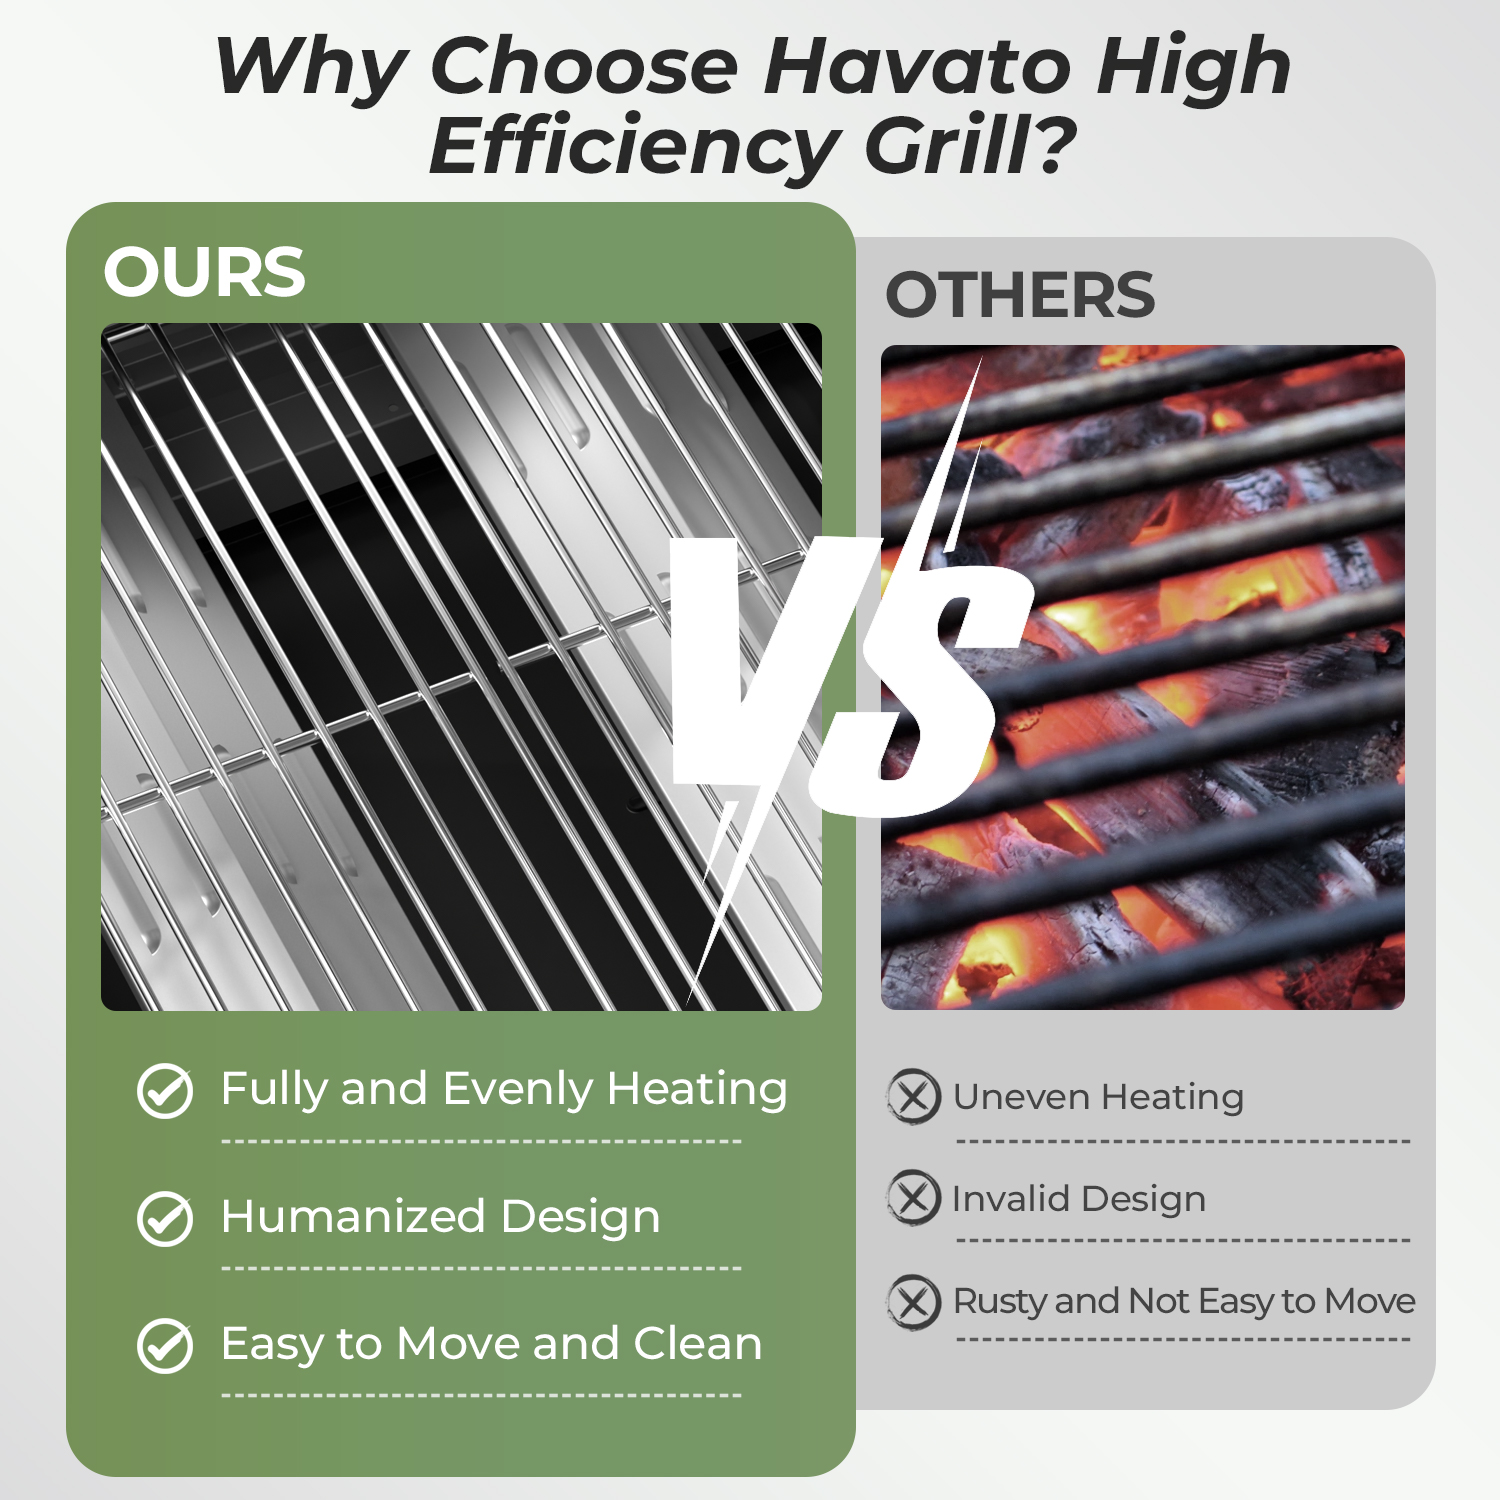 Why Choose Havato High
Efficiency Grill?
OURS
OTHERS
VS
Fully and Evenly Heating
Humanized Design
Easy to Move and Clean
Uneven Heating
Invalid Design
Rusty and Not Easy to Move